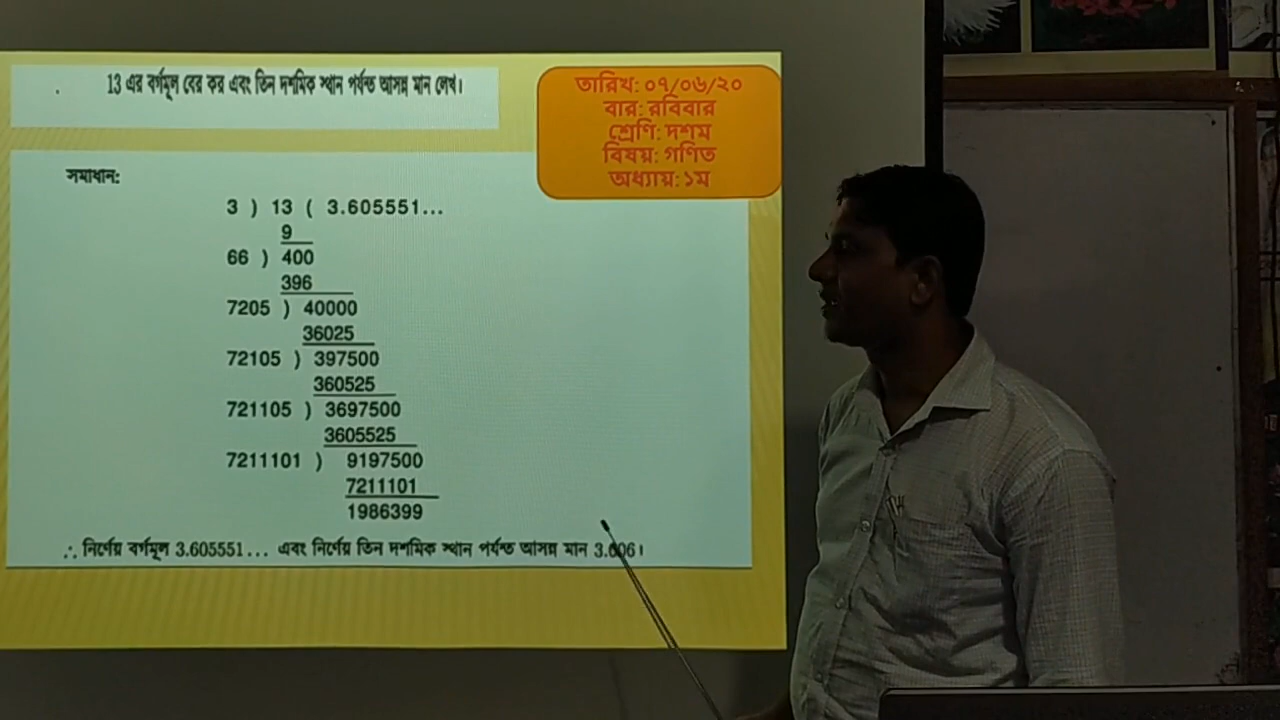 13 এর বর্গমূল বের কর এবং তিন দশমিক স্থান পর্যন্ত আসন্ন মান লেখ।
তারিখ: ০৭/০৬/২০
বার: রবিবার
শ্রেণি: দশম
বিষয়: গণিত
অধ্যায়: ১ম
সমাধান:
3 ) 13 ( 3.605551...
9
66 ) 400
396
7205 ) 40000
36025
72105 ) 397500
360525
721105 ) 3697500
3605525
7211101 ) 9197500
7211101
1986399
∴ নির্ণেয় বর্গমূল 3.605551... এবং নির্ণেয় তিন দশমিক স্থান পর্যন্ত আসন্ন মান 3.606।